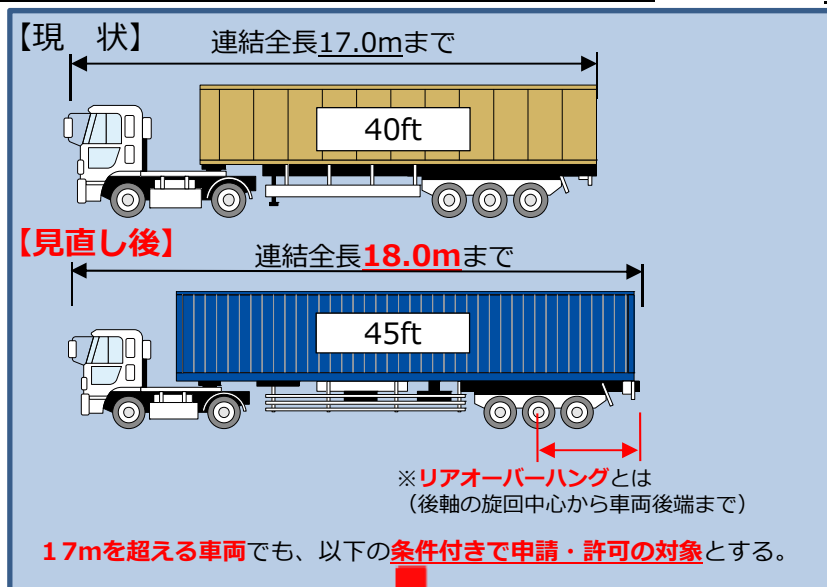 【現　状】
連結全長17.0mまで
40ft
【見直し後】
連結全長18.0mまで
45ft
※リアオーバーハングとは
（後軸の旋回中心から車両後端まで）
１7mを超える車両でも、以下の条件付きで申請・許可の対象とする。